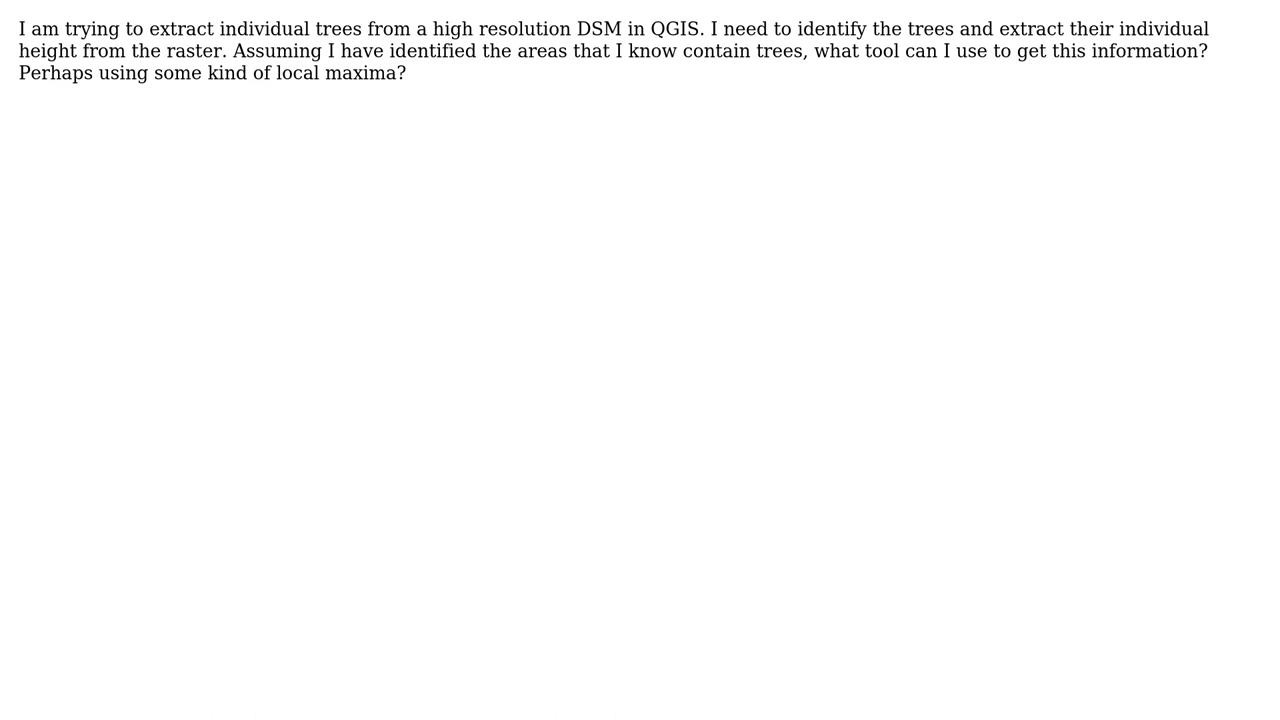 I am trying to extract individual trees from a high resolution DSM in QGIS. I need to identify the trees and extract their individual
height from the raster. Assuming I have identified the areas that I know contain trees, what tool can I use to get this information?
Perhaps using some kind of local maxima?